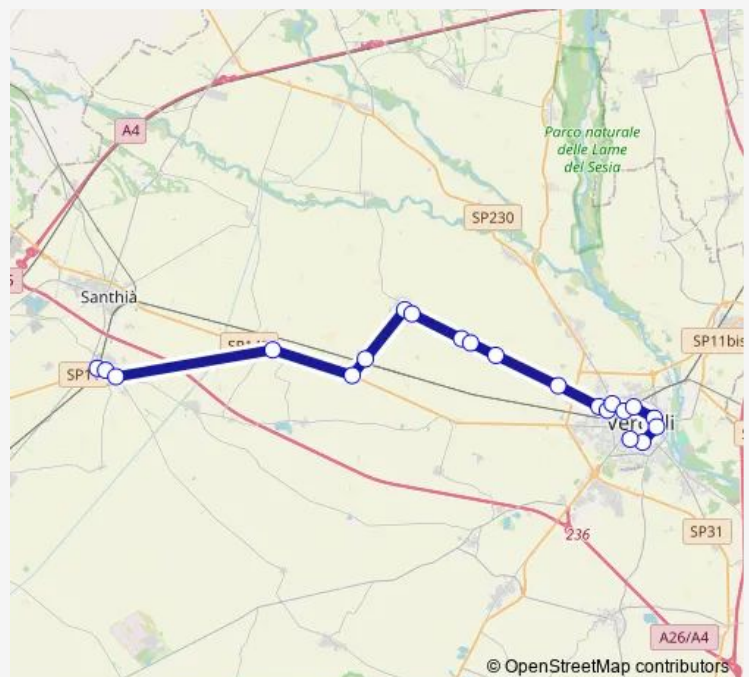 A4
Parco naturale
delle Lame
del Sesia
SP230
Santhià
SP11bis
SP31
236
A26/A4
© OpenStreetMap contributors